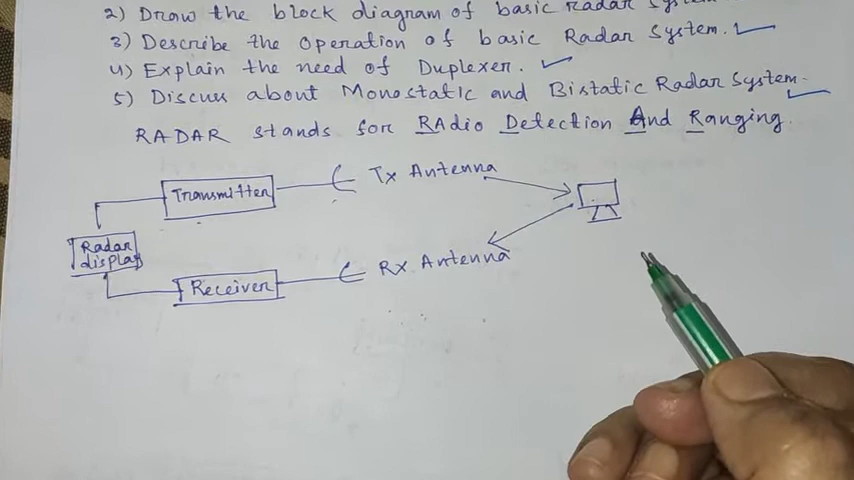 2) Draw the block diagram of basic radar system
3) Describe the operation of basic Radar System.
4) Explain the need of Duplexer.
5) Discuss about Monostatic and Bistatic Radar System.
RADAR stands for RAdio Detection And Ranging.
Transmitter
Tx Antenna
Radar
display
Receiver
Rx Antenna